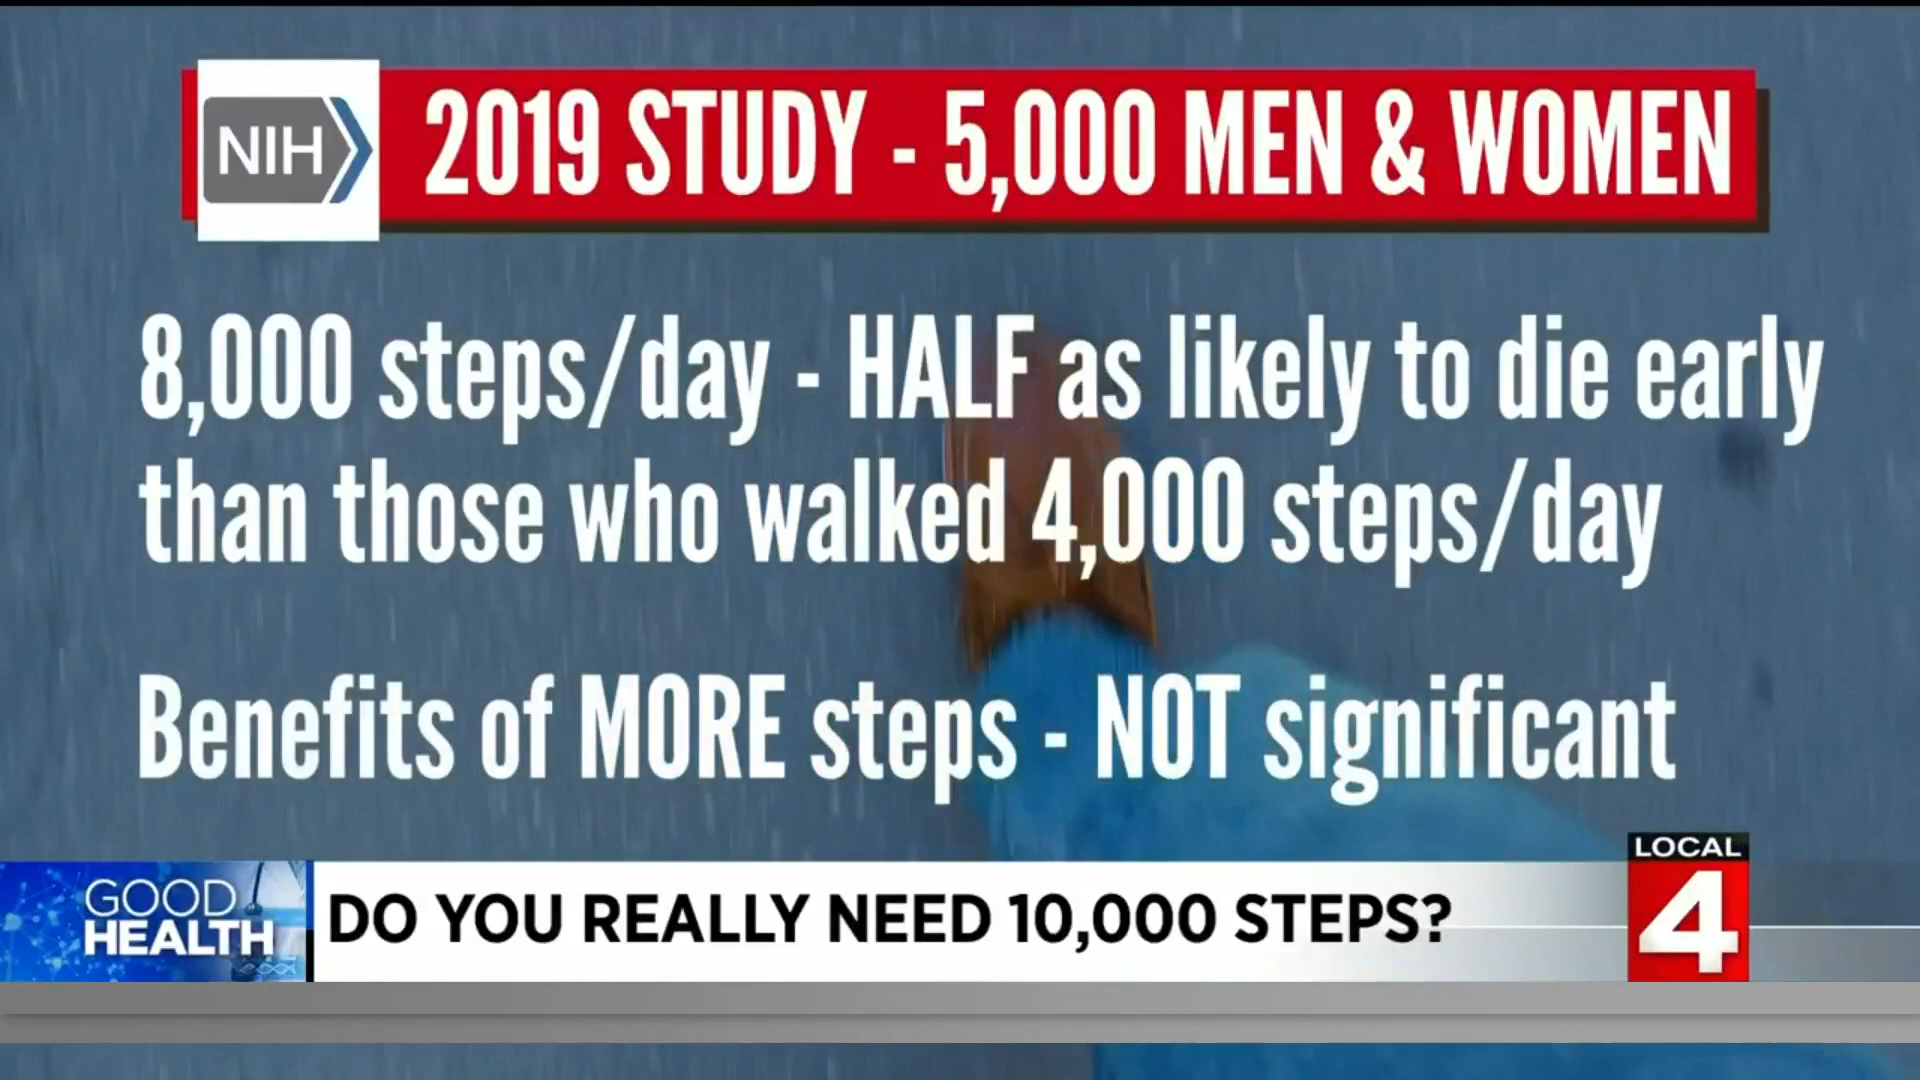 NIH
2019 STUDY - 5,000 MEN & WOMEN
8,000 steps/day - HALF as likely to die early
than those who walked 4,000 steps/day
Benefits of MORE steps - NOT significant
GOOD
HEALTH
DO YOU REALLY NEED 10,000 STEPS?
LOCAL
4